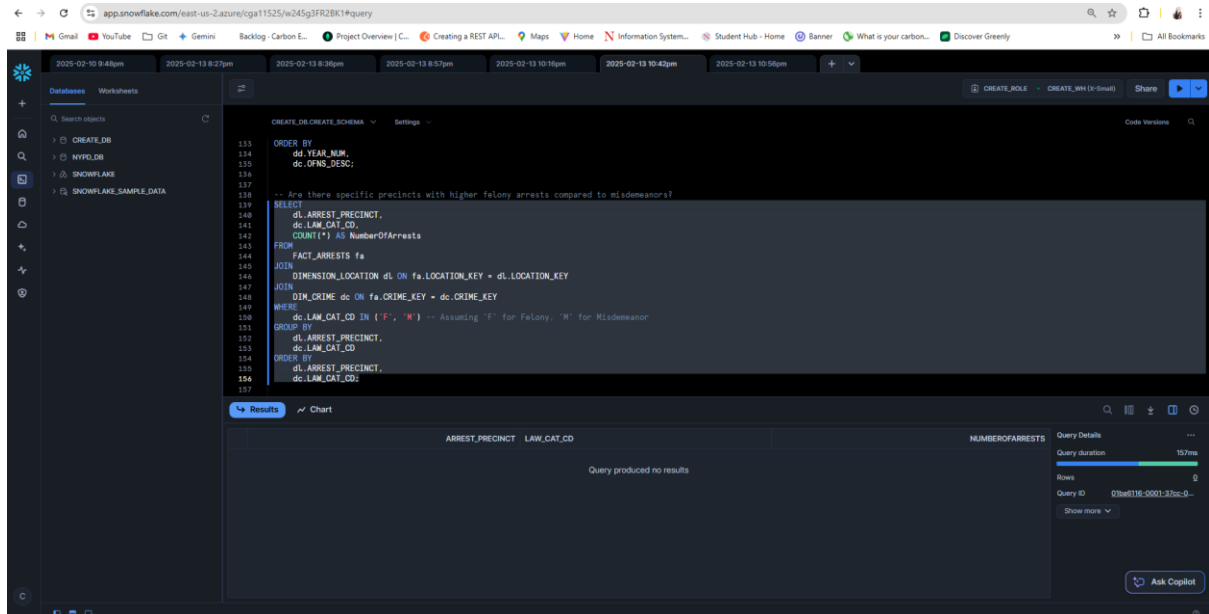 app.snowflake.com/east-us-2.azure/cga11525/w245g3FR2BK1#query
Gmail YouTube Git Gemini Backlog - Carbon E... Project Overview | C... Creating a REST API... Maps Home Information System... Student Hub - Home Banner What is your carbon... Discover Greenly » All Bookmarks
2025-02-10 9:48pm 2025-02-13 8:27pm 2025-02-13 8:36pm 2025-02-13 8:57pm 2025-02-13 10:16pm 2025-02-13 10:42pm 2025-02-13 10:56pm
Databases Worksheets
CREATE_ROLE CREATE_WH (X-Small) Share
Search objects
CREATE_DB
NYPD_DB
SNOWFLAKE
SNOWFLAKE_SAMPLE_DATA
CREATE_DB.CREATE_SCHEMA Settings Code Versions
133 ORDER BY
134 dd.YEAR_NUM,
135 dc.OFNS_DESC;
136
137
138 -- Are there specific precincts with higher felony arrests compared to misdemeanors?
139 SELECT
140 dl.ARREST_PRECINCT,
141 dc.LAW_CAT_CD,
142 COUNT(*) AS NumberOfArrests
143 FROM
144 FACT_ARRESTS fa
145 JOIN
146 DIMENSION_LOCATION dl ON fa.LOCATION_KEY = dl.LOCATION_KEY
147 JOIN
148 DIM_CRIME dc ON fa.CRIME_KEY = dc.CRIME_KEY
149 WHERE
150 dc.LAW_CAT_CD IN ('F', 'M') -- Assuming 'F' for Felony, 'M' for Misdemeanor
151 GROUP BY
152 dl.ARREST_PRECINCT,
153 dc.LAW_CAT_CD
154 ORDER BY
155 dl.ARREST_PRECINCT,
156 dc.LAW_CAT_CD;
157
Results Chart
ARREST_PRECINCT LAW_CAT_CD NUMBEROFARRESTS
Query produced no results
Query Details ...
Query duration 157ms
Rows 0
Query ID 01ba6116-0001-37cc-0...
Show more
Ask Copilot
C